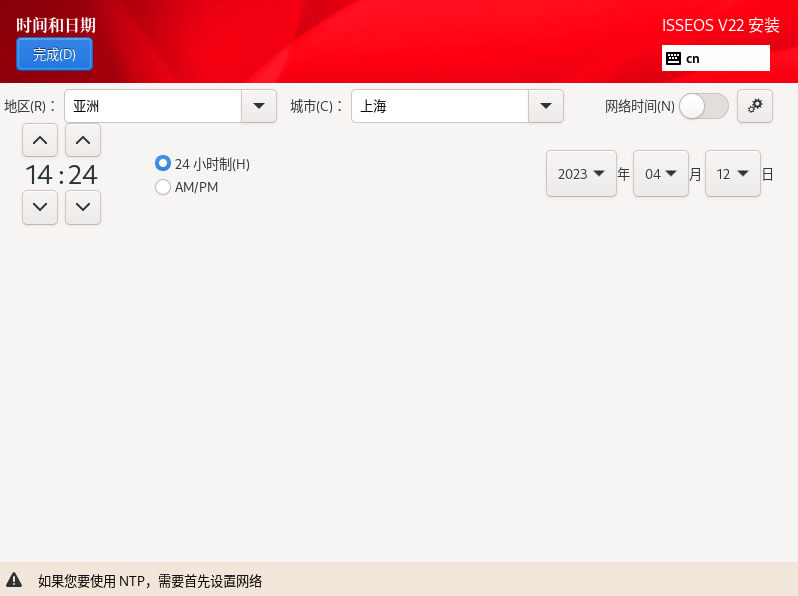 时间和日期
完成(D)
ISSEOS V22 安装
cn
地区(R)：
亚洲
城市(C)：
上海
网络时间(N)
14:24
24 小时制(H)
AM/PM
2023 年 04 月 12 日
如果您要使用 NTP，需要首先设置网络